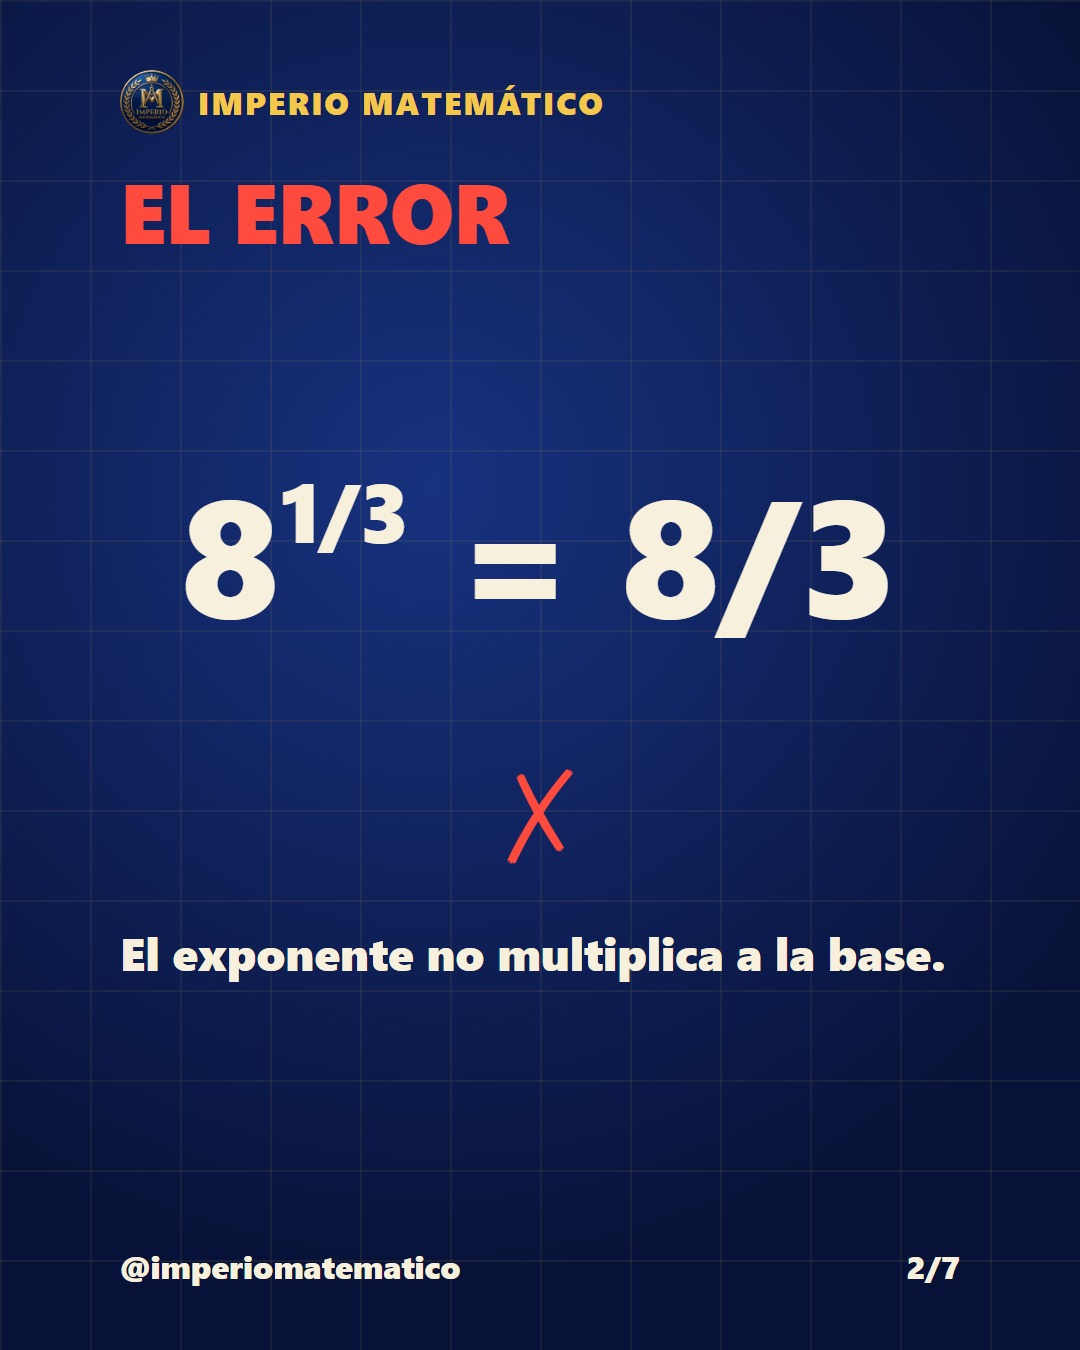 IMPERIO MATEMÁTICO
EL ERROR
8^1/3 = 8/3
X
El exponente no multiplica a la base.
@imperiomatematico 2/7